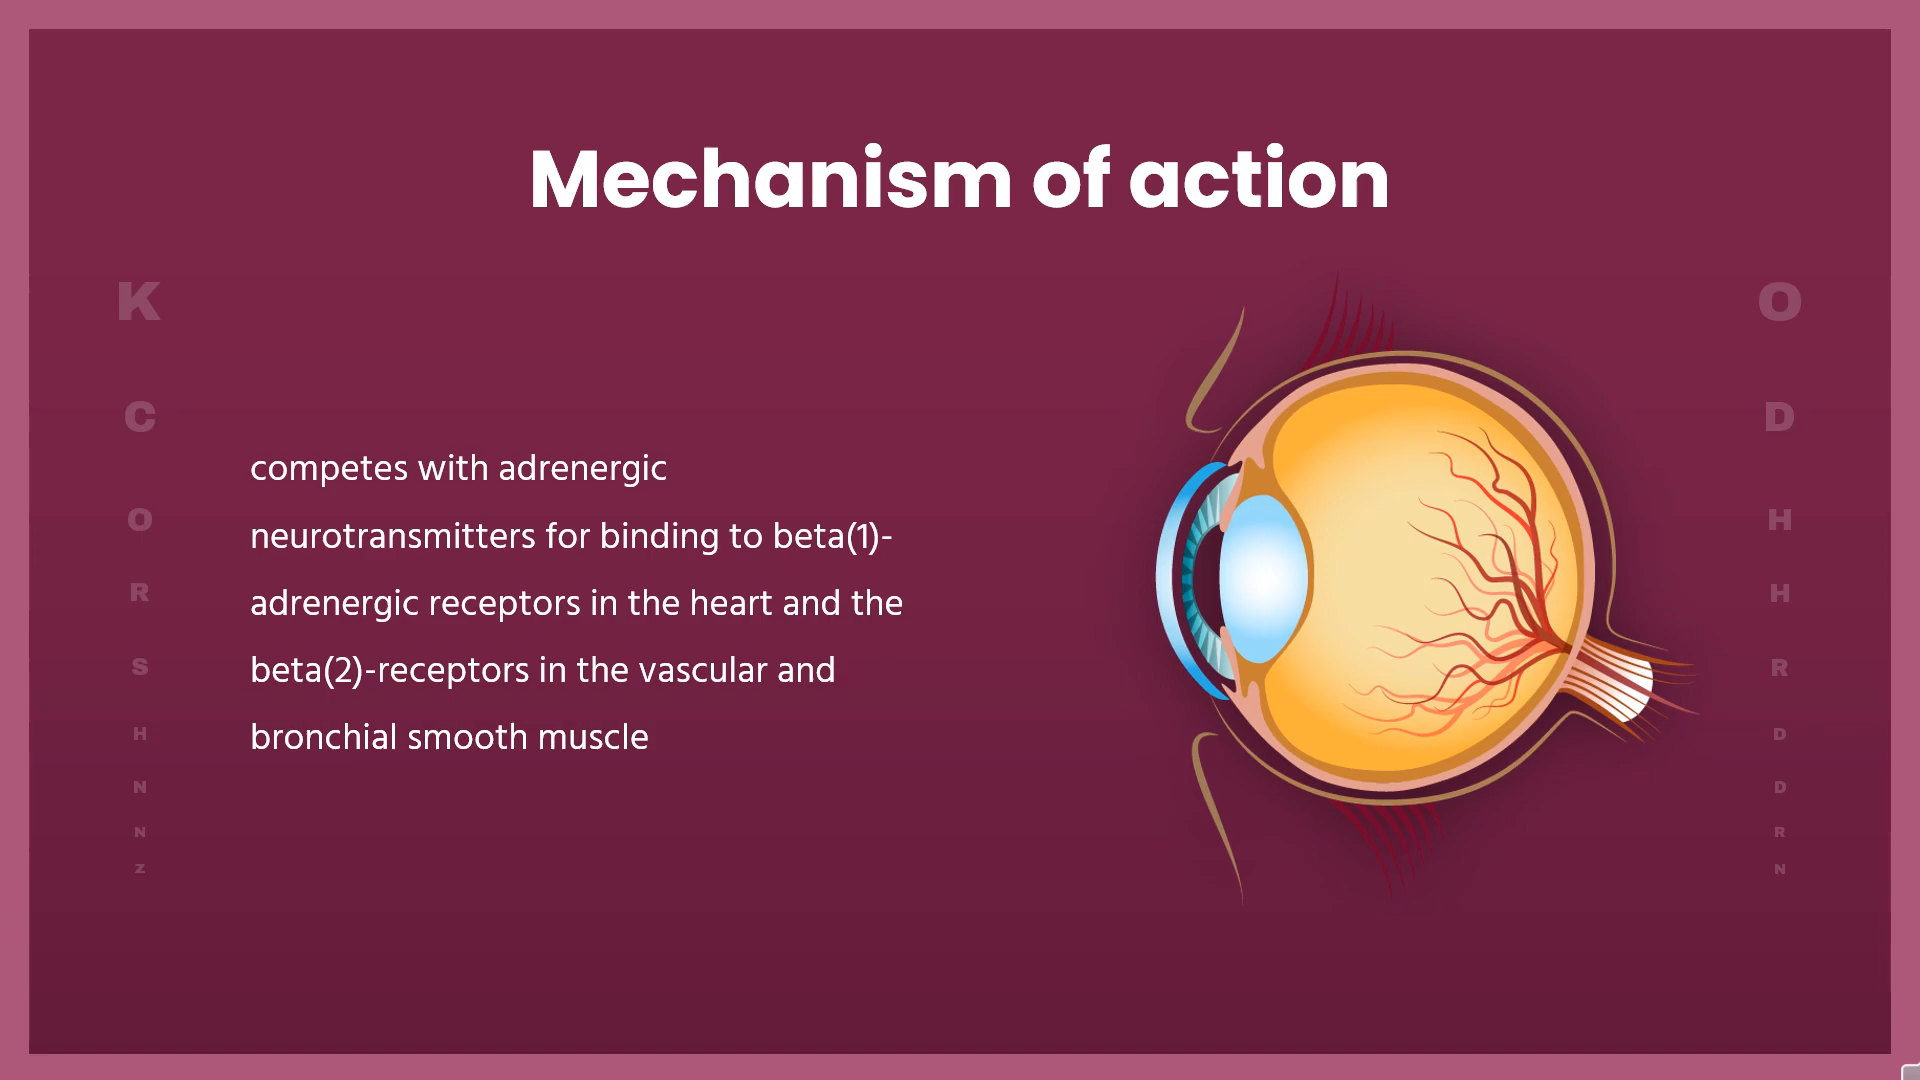 Mechanism of action
K
C
O
R
S
H
N
N
Z
competes with adrenergic
neurotransmitters for binding to beta(1)-
adrenergic receptors in the heart and the
beta(2)-receptors in the vascular and
bronchial smooth muscle
O
D
H
H
R
D
D
R
N